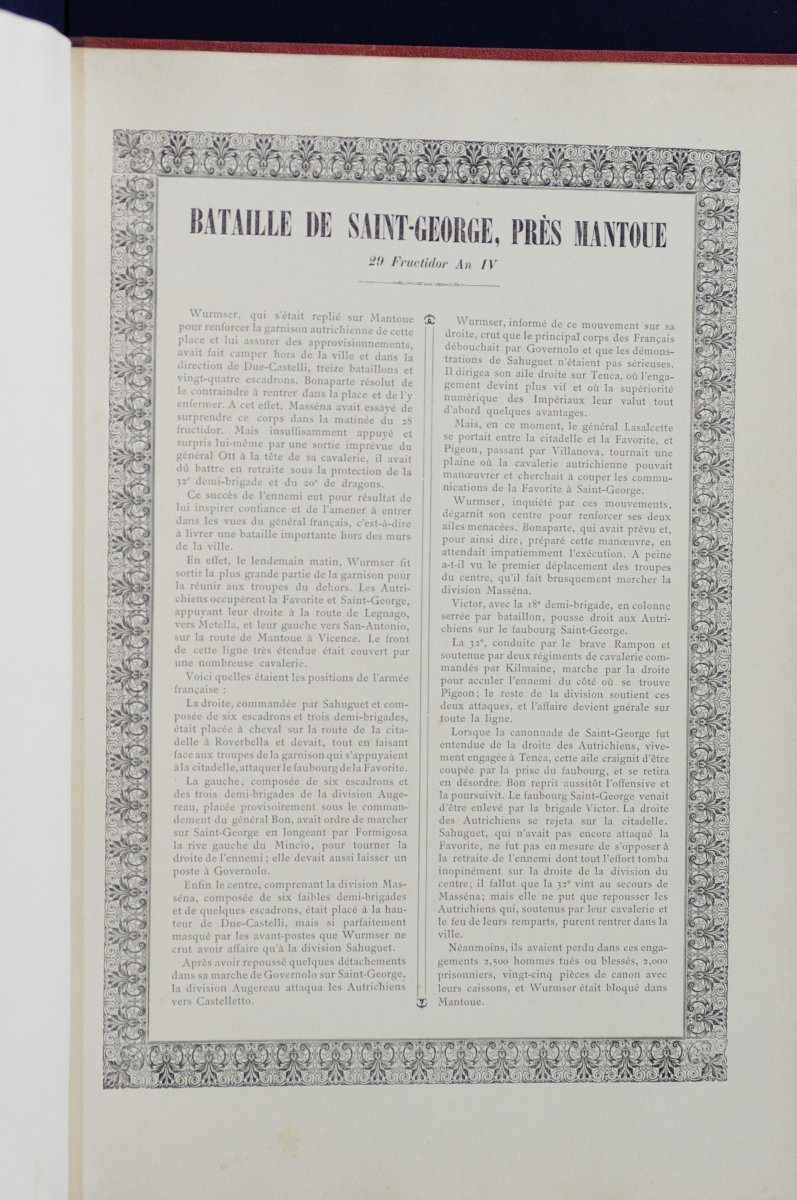 BATAILLE DE SAINT-GEORGE, PRÈS MANTOUE
29 Fructidor An IV
Wurmser, qui s'était replié sur Mantoue
pour renforcer la garnison autrichienne de cette
place et lui assurer des approvisionnements,
avait fait camper hors de la ville et dans la
direction de Due-Castelli, treize bataillons et
vingt-quatre escadrons. Bonaparte résolut de
le contraindre à rentrer dans la place et de l'y
enfermer. A cet effet, Masséna avait essayé de
surprendre ce corps dans la matinée du 28
fructidor. Mais insuffisamment appuyé et
surpris lui-même par une sortie imprévue du
général Ott à la tête de sa cavalerie, il avait
dû battre en retraite sous la protection de la
32e demi-brigade et du 20e de dragons.
Ce succès de l'ennemi eut pour résultat de
lui inspirer confiance et de l'amener à entrer
dans les vues du général français, c'est-à-dire
à livrer une bataille importante hors des murs
de la ville.
En effet, le lendemain matin, Wurmser fit
sortir la plus grande partie de la garnison pour
la réunir aux troupes du dehors. Les Autri-
chiens occupèrent la Favorite et Saint-George,
appuyant leur droite à la route de Legnago,
vers Metella, et leur gauche vers San-Antonio,
sur la route de Mantoue à Vicence. Le front
de cette ligne très étendue était couvert par
une nombreuse cavalerie.
Voici quelles étaient les positions de l'armée
française :
La droite, commandée par Sahuguet et com-
posée de six escadrons et trois demi-brigades,
était placée à cheval sur la route de la cita-
delle à Roverbella et devait, tout en faisant
face aux troupes de la garnison qui s'appuyaient
à la citadelle, attaquer le faubourg de la Favorite.
La gauche, composée de six escadrons et
des trois demi-brigades de la division Auge-
reau, placée provisoirement sous le comman-
dement du général Bon, avait ordre de marcher
sur Saint-George en longeant par Formigosa
la rive gauche du Mincio, pour tourner la
droite de l'ennemi; elle devait aussi laisser un
poste à Governolo.
Enfin le centre, comprenant la division Mas-
séna, composée de six faibles demi-brigades
et de quelques escadrons, était placé à la hau-
teur de Due-Castelli, mais si parfaitement
masqué par les avant-postes que Wurmser ne
crut avoir affaire qu'à la division Sahuguet.
Après avoir repoussé quelques détachements
dans sa marche de Governolo sur Saint-George,
la division Augereau attaqua les Autrichiens
vers Castelletto.
Wurmser, informé de ce mouvement sur sa
droite, crut que le principal corps des Français
débouchait par Governolo et que les démons-
trations de Sahuguet n'étaient pas sérieuses.
Il dirigea son aile droite sur Tenca, où l'enga-
gement devint plus vif et où la supériorité
numérique des Impériaux leur valut tout
d'abord quelques avantages.
Mais, en ce moment, le général Lasalcette
se portait entre la citadelle et la Favorite, et
Pigeon, passant par Villanova, tournait une
plaine où la cavalerie autrichienne pouvait
manœuvrer et cherchait à couper les commu-
nications de la Favorite à Saint-George.
Wurmser, inquiété par ces mouvements,
dégarnit son centre pour renforcer ses deux
ailes menacées. Bonaparte, qui avait prévu et,
pour ainsi dire, préparé cette manœuvre, en
attendait impatiemment l'exécution. A peine
a-t-il vu le premier déplacement des troupes
du centre, qu'il fait brusquement marcher la
division Masséna.
Victor, avec la 18e demi-brigade, en colonne
serrée par bataillon, pousse droit aux Autri-
chiens sur le faubourg Saint-George.
La 32e, conduite par le brave Rampon et
soutenue par deux régiments de cavalerie com-
mandés par Kilmaine, marche par la droite
pour acculer l'ennemi du côté où se trouve
Pigeon; le reste de la division soutient ces
deux attaques, et l'affaire devient gnérale sur
toute la ligne.
Lorsque la canonnade de Saint-George fut
entendue de la droite des Autrichiens, vive-
ment engagée à Tenca, cette aile craignit d'être
coupée par la prise du faubourg, et se retira
en désordre. Bon reprit aussitôt l'offensive et
la poursuivit. Le faubourg Saint-George venait
d'être enlevé par la brigade Victor. La droite
des Autrichiens se rejeta sur la citadelle.
Sahuguet, qui n'avait pas encore attaqué la
Favorite, ne fut pas en mesure de s'opposer à
la retraite de l'ennemi dont tout l'effort tomba
inopinément sur la droite de la division du
centre; il fallut que la 32e vint au secours de
Masséna; mais elle ne put que repousser les
Autrichiens qui, soutenus par leur cavalerie et
le feu de leurs remparts, purent rentrer dans la
ville.
Néanmoins, ils avaient perdu dans ces enga-
gements 2,500 hommes tués ou blessés, 2,000
prisonniers, vingt-cinq pièces de canon avec
leurs caissons, et Wurmser était bloqué dans
Mantoue.